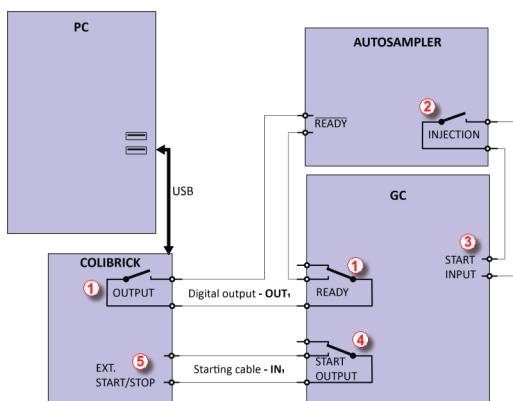 PC
AUTOSAMPLER
READY
2
INJECTION
USB
GC
3
START
INPUT
COLIBRICK
1
OUTPUT
Digital output - OUT₁
1
READY
4
START
OUTPUT
5
EXT.
START/STOP
Starting cable - IN₁